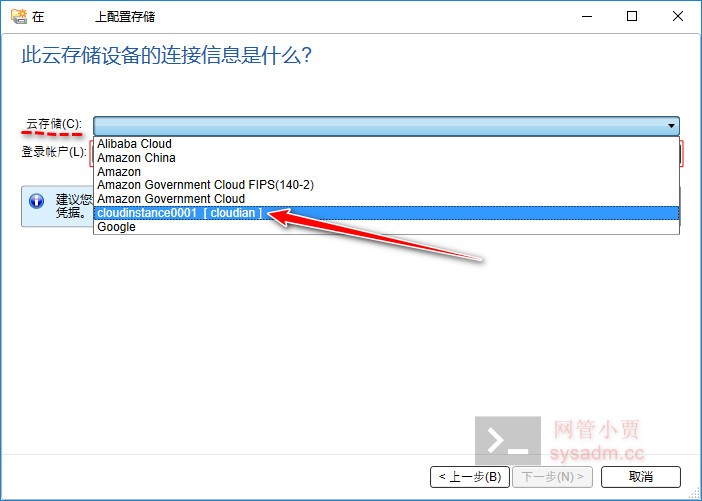 在 上配置存储
此云存储设备的连接信息是什么?
云存储(C):
Alibaba Cloud
Amazon China
登录帐户(L):
Amazon
Amazon Government Cloud FIPS(140-2)
建议您
Amazon Government Cloud
凭据。
cloudinstance0001 [ cloudian ]
Google
网管小贾
sysadm.cc
< 上一步(B)
下一步(N) >
取消